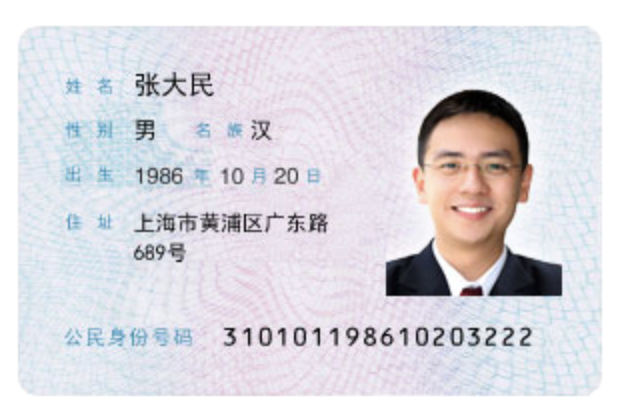 姓名 张大民
性别 男 名族 汉
出生 1986 年 10 月 20 日
住址 上海市黄浦区广东路
689号
公民身份号码 310101198610203222